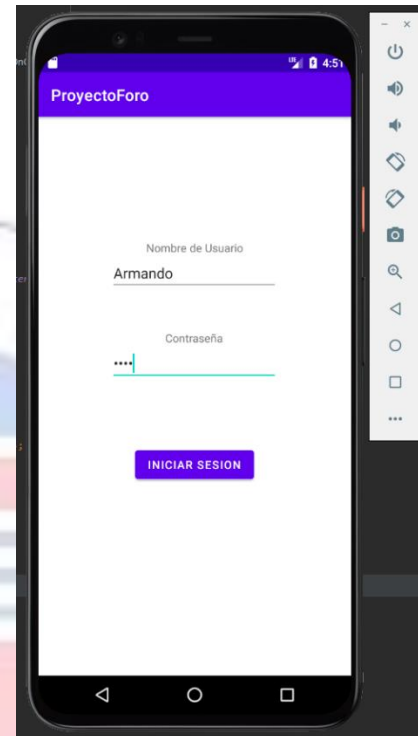 4:51
ProyectoForo
Nombre de Usuario
Armando
Contraseña
••••
INICIAR SESION